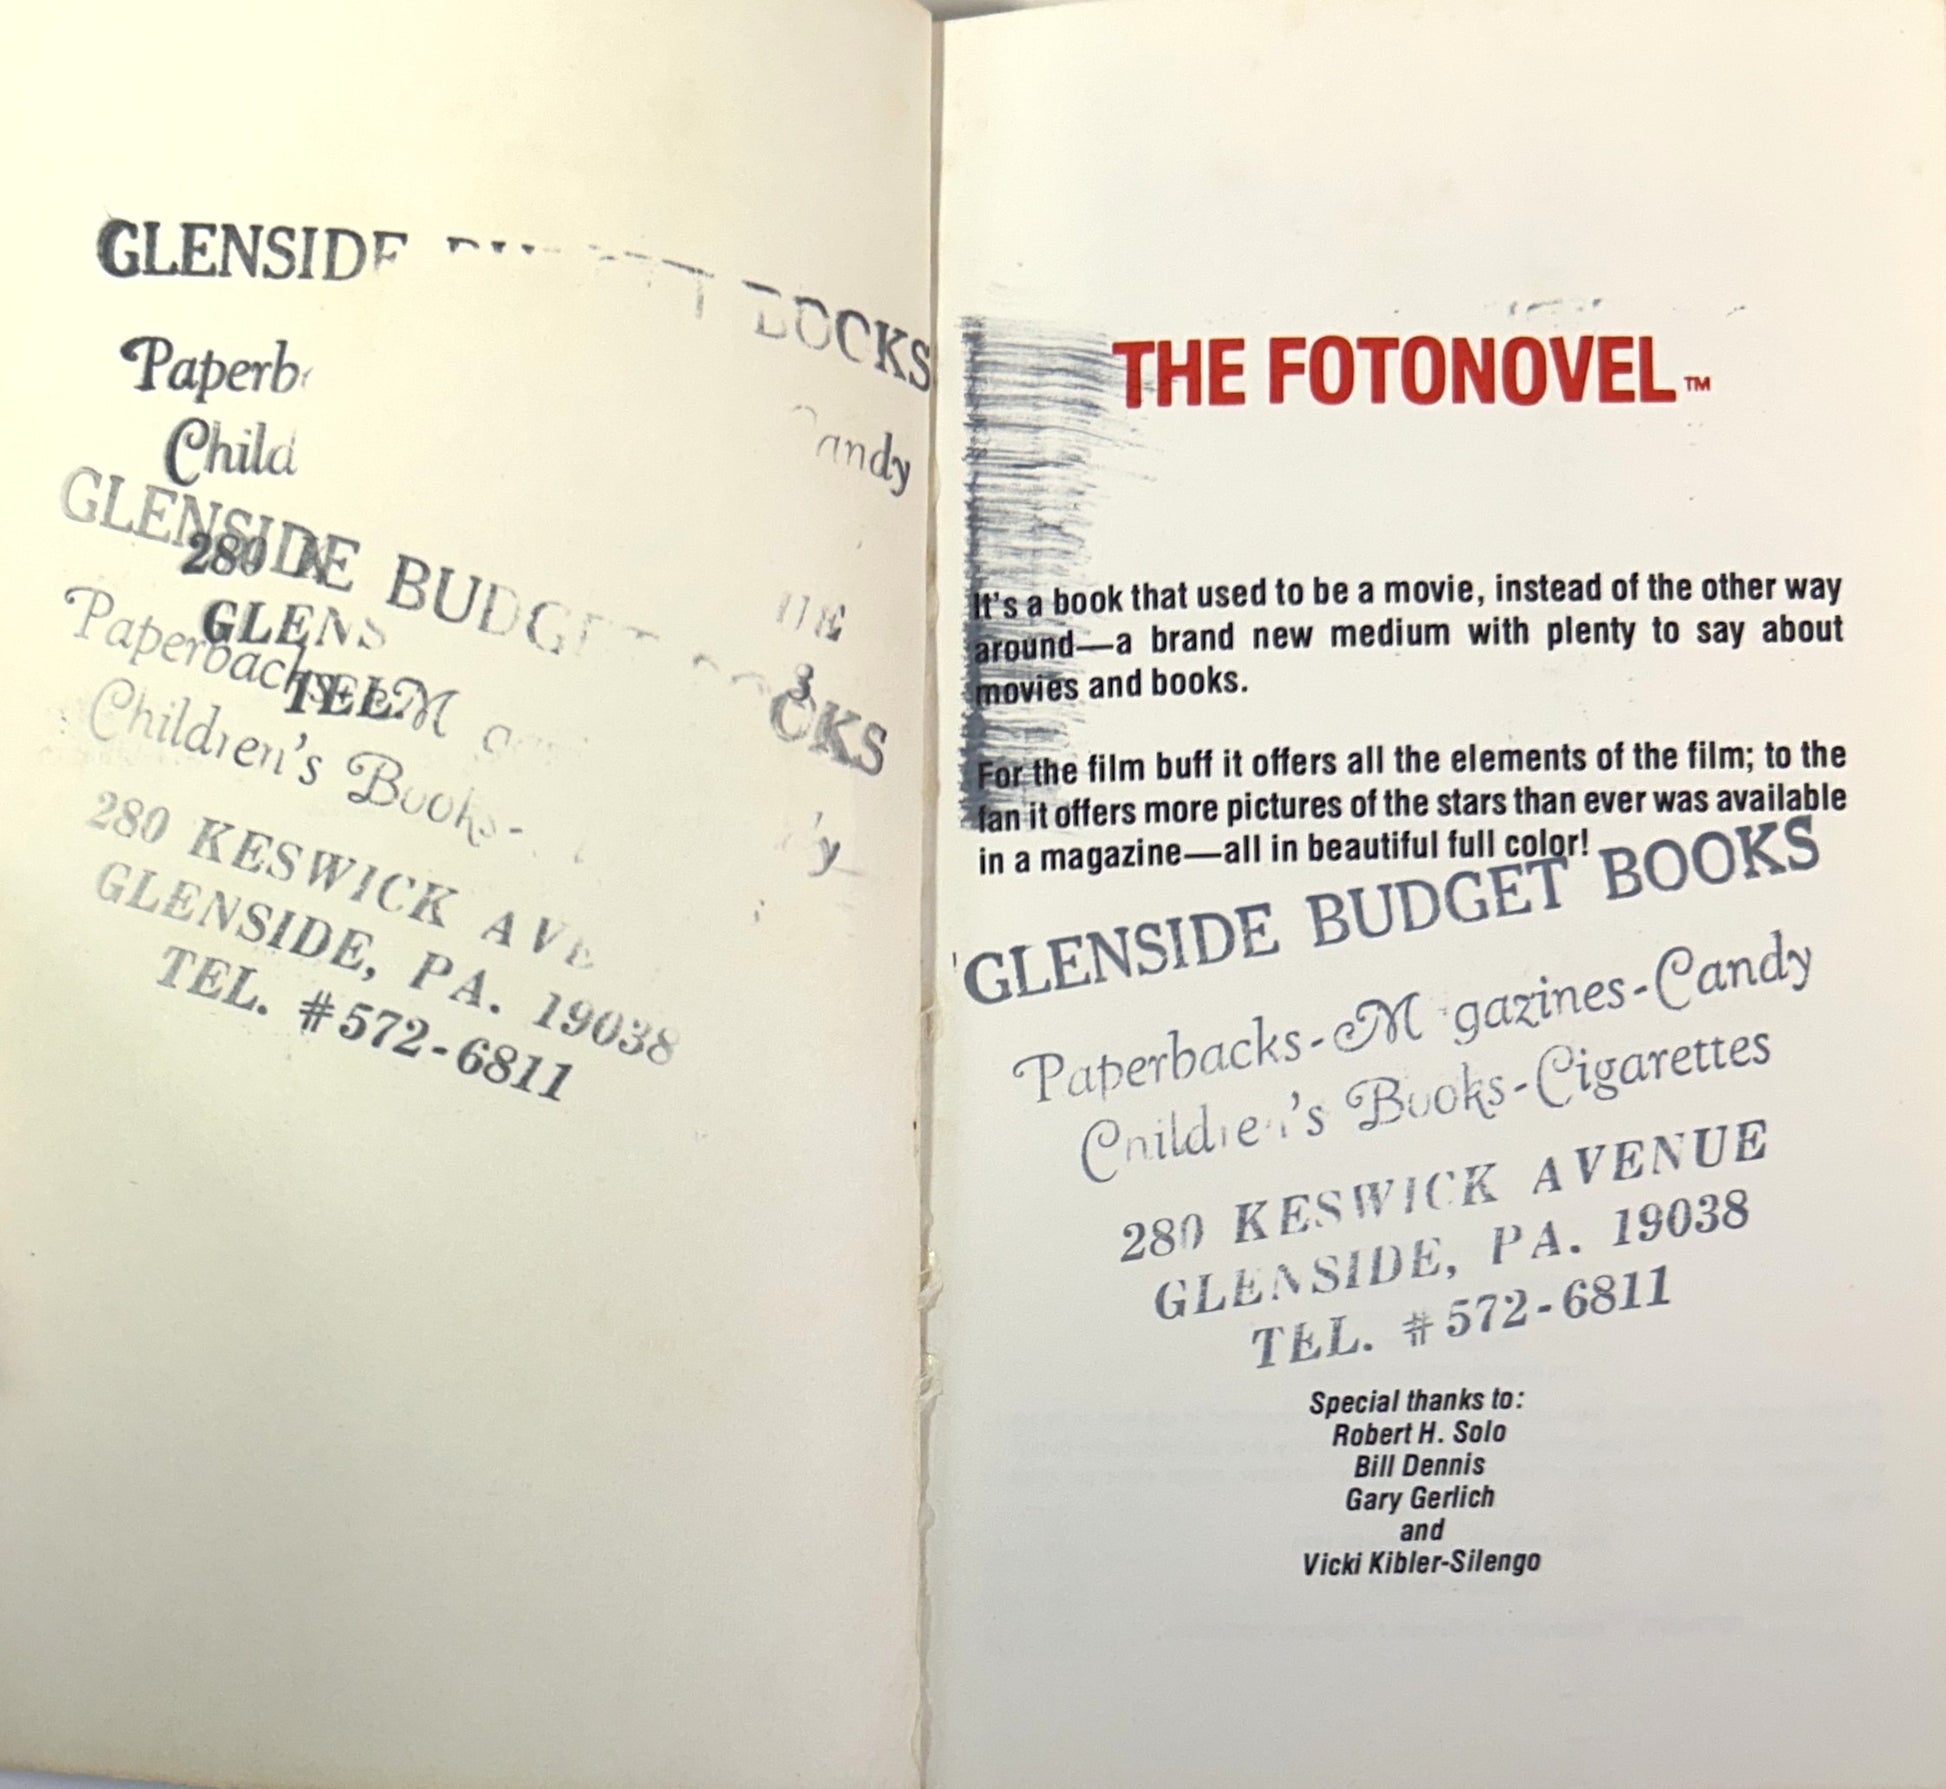 GLENSIDE
BOOKS
Paperb
Child
andy
GLENSIDE BUDGET
CKS
280
GLENS
Paperbacks-M
TEL.
Children's Books-
280 KESWICK AVE
GLENSIDE, PA. 19038
TEL. #572-6811
THE FOTONOVEL™
It's a book that used to be a movie, instead of the other way
around—a brand new medium with plenty to say about
movies and books.
For the film buff it offers all the elements of the film; to the
fan it offers more pictures of the stars than ever was available
in a magazine—all in beautiful full color!
GLENSIDE BUDGET BOOKS
Paperbacks-Magazines-Candy
Children's Books-Cigarettes
280 KESWICK AVENUE
GLENSIDE, PA. 19038
TEL. #572-6811
Special thanks to:
Robert H. Solo
Bill Dennis
Gary Gerlich
and
Vicki Kibler-Silengo